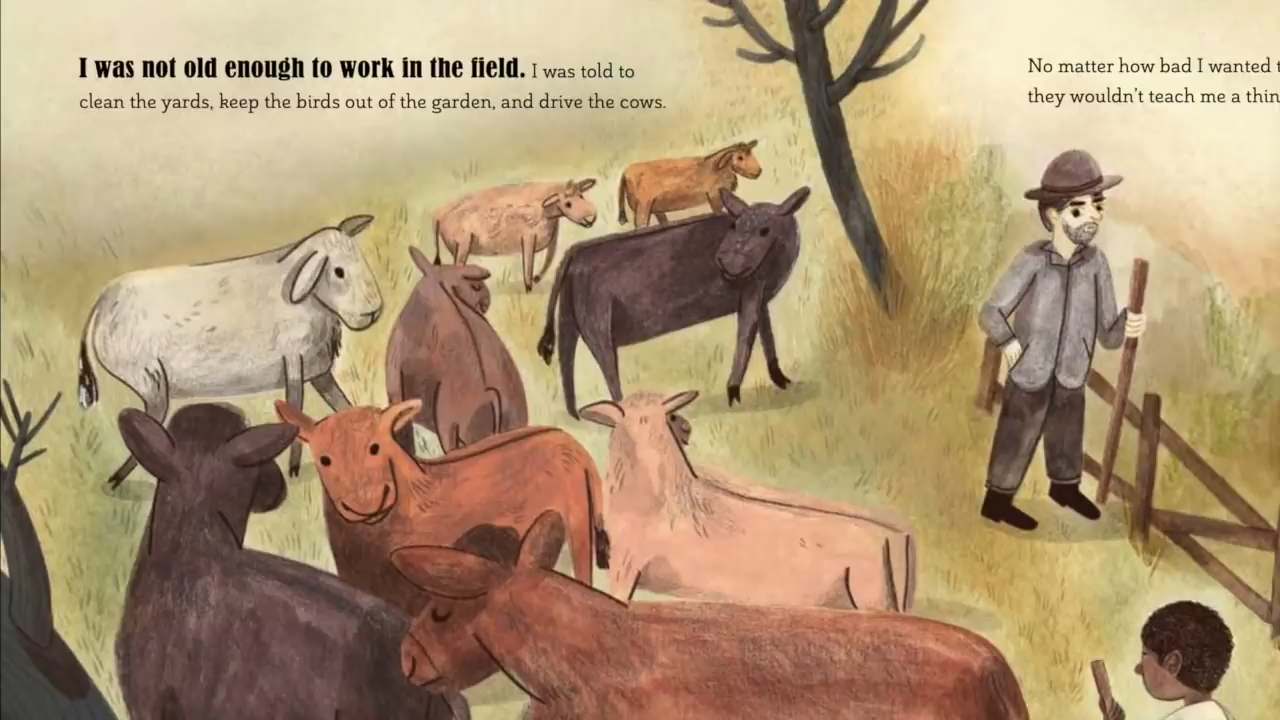 I was not old enough to work in the field. I was told to
clean the yards, keep the birds out of the garden, and drive the cows.
No matter how bad I wanted
they wouldn't teach me a